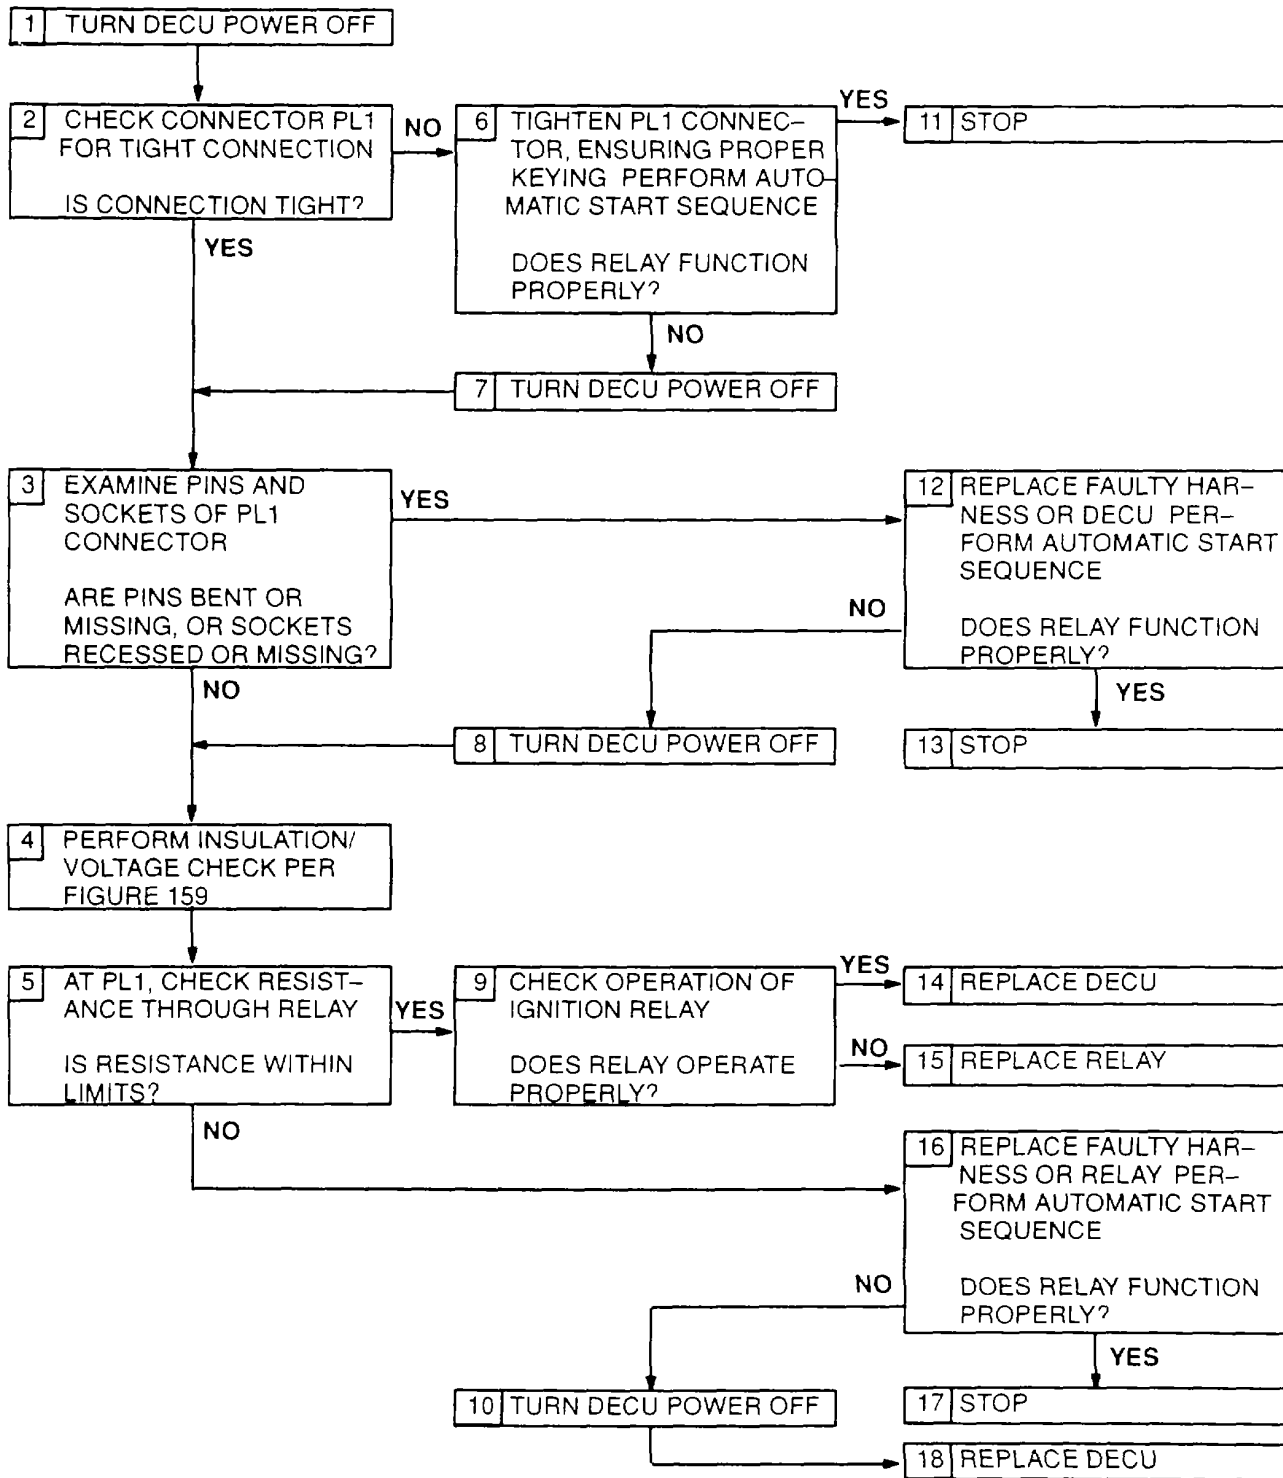 1 TURN DECU POWER OFF
2 CHECK CONNECTOR PL1
FOR TIGHT CONNECTION
IS CONNECTION TIGHT?
NO
YES
6 TIGHTEN PL1 CONNEC–
TOR, ENSURING PROPER
KEYING PERFORM AUTO–
MATIC START SEQUENCE
DOES RELAY FUNCTION
PROPERLY?
YES
NO
11 STOP
7 TURN DECU POWER OFF
3 EXAMINE PINS AND
SOCKETS OF PL1
CONNECTOR
ARE PINS BENT OR
MISSING, OR SOCKETS
RECESSED OR MISSING?
YES
NO
12 REPLACE FAULTY HAR–
NESS OR DECU PER–
FORM AUTOMATIC START
SEQUENCE
DOES RELAY FUNCTION
PROPERLY?
NO
YES
8 TURN DECU POWER OFF
13 STOP
4 PERFORM INSULATION/
VOLTAGE CHECK PER
FIGURE 159
5 AT PL1, CHECK RESIST–
ANCE THROUGH RELAY
IS RESISTANCE WITHIN
LIMITS?
YES
NO
9 CHECK OPERATION OF
IGNITION RELAY
DOES RELAY OPERATE
PROPERLY?
YES
NO
14 REPLACE DECU
15 REPLACE RELAY
16 REPLACE FAULTY HAR–
NESS OR RELAY PER–
FORM AUTOMATIC START
SEQUENCE
DOES RELAY FUNCTION
PROPERLY?
NO
YES
10 TURN DECU POWER OFF
17 STOP
18 REPLACE DECU